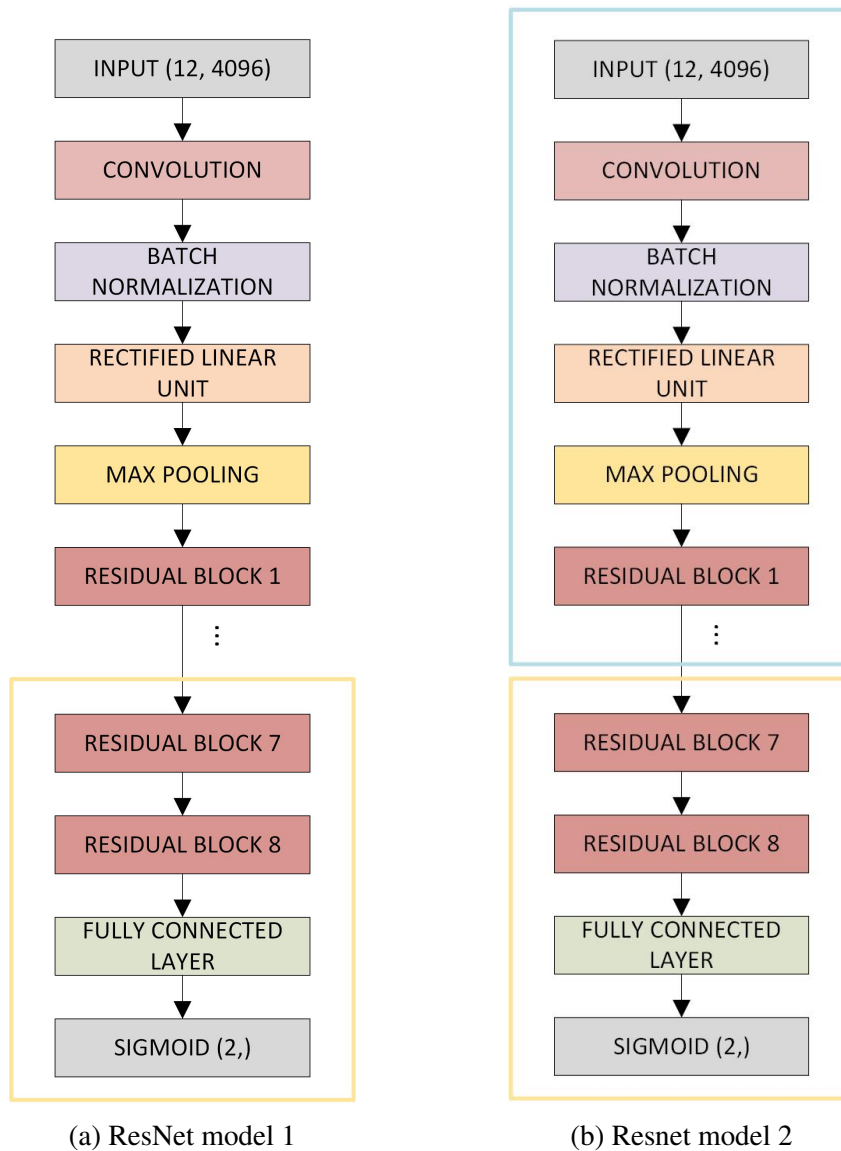 INPUT (12, 4096)
CONVOLUTION
BATCH
NORMALIZATION
RECTIFIED LINEAR
UNIT
MAX POOLING
RESIDUAL BLOCK 1
⋮
RESIDUAL BLOCK 7
RESIDUAL BLOCK 8
FULLY CONNECTED
LAYER
SIGMOID (2,)
(a) ResNet model 1
INPUT (12, 4096)
CONVOLUTION
BATCH
NORMALIZATION
RECTIFIED LINEAR
UNIT
MAX POOLING
RESIDUAL BLOCK 1
⋮
RESIDUAL BLOCK 7
RESIDUAL BLOCK 8
FULLY CONNECTED
LAYER
SIGMOID (2,)
(b) Resnet model 2